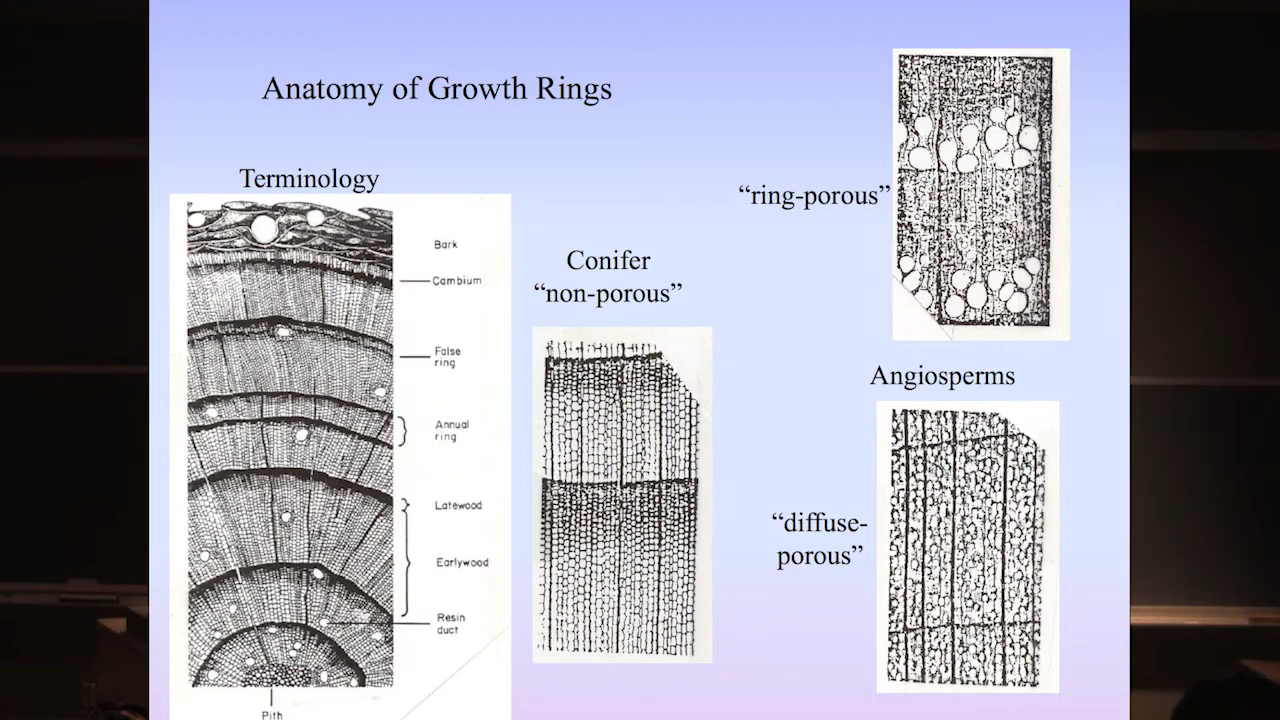 Anatomy of Growth Rings
Terminology
Bark
Cambium
False
ring
Annual
ring
Latewood
Earlywood
Resin
duct
Pith
Conifer
“non-porous”
“ring-porous”
Angiosperms
“diffuse-
porous”